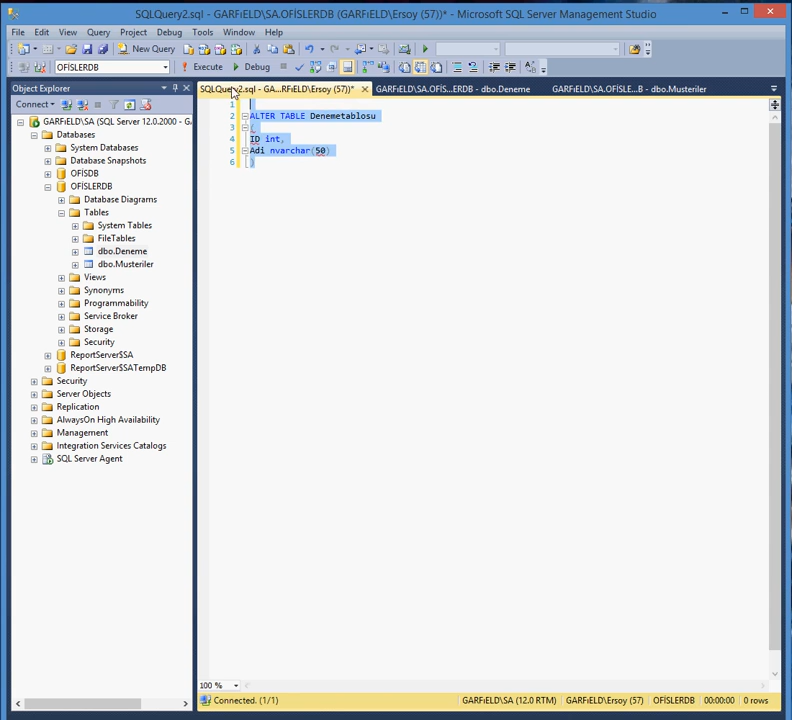 SQLQuery2.sql - GARFiELD\SA.OFİSLERDB (GARFiELD\Ersoy (57))* - Microsoft SQL Server Management Studio
File Edit View Query Project Debug Tools Window Help
New Query
OFİSLERDB Execute Debug
Object Explorer
Connect
GARFiELD\SA (SQL Server 12.0.2000 - GARFiELD
Databases
System Databases
Database Snapshots
OFİSDB
OFİSLERDB
Database Diagrams
Tables
System Tables
FileTables
dbo.Deneme
dbo.Musteriler
Views
Synonyms
Programmability
Service Broker
Storage
Security
ReportServer$SA
ReportServer$SATempDB
Security
Server Objects
Replication
AlwaysOn High Availability
Management
Integration Services Catalogs
SQL Server Agent
SQLQuery2.sql - GA...RFiELD\Ersoy (57))* GARFiELD\SA.OFİS...ERDB - dbo.Deneme GARFiELD\SA.OFİSLE...B - dbo.Musteriler
1
2 ALTER TABLE Denemetablosu
3 (
4 ID int,
5 Adi nvarchar(50)
6 )
100 %
Connected. (1/1) GARFiELD\SA (12.0 RTM) GARFiELD\Ersoy (57) OFİSLERDB 00:00:00 0 rows